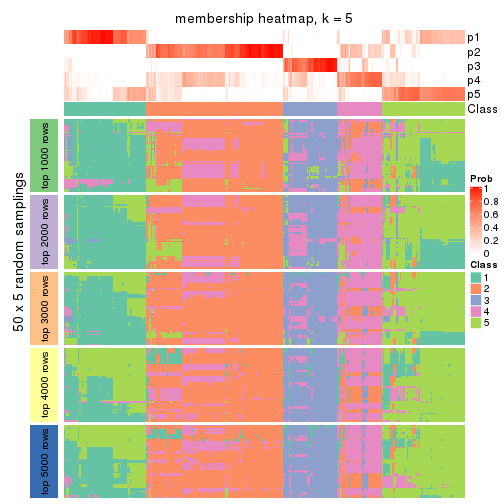 membership heatmap, k = 5
p1
p2
p3
p4
p5
Class
50 x 5 random samplings
top 1000 rows
top 2000 rows
top 3000 rows
top 4000 rows
top 5000 rows
Prob
1
0.8
0.6
0.4
0.2
0
Class
1
2
3
4
5